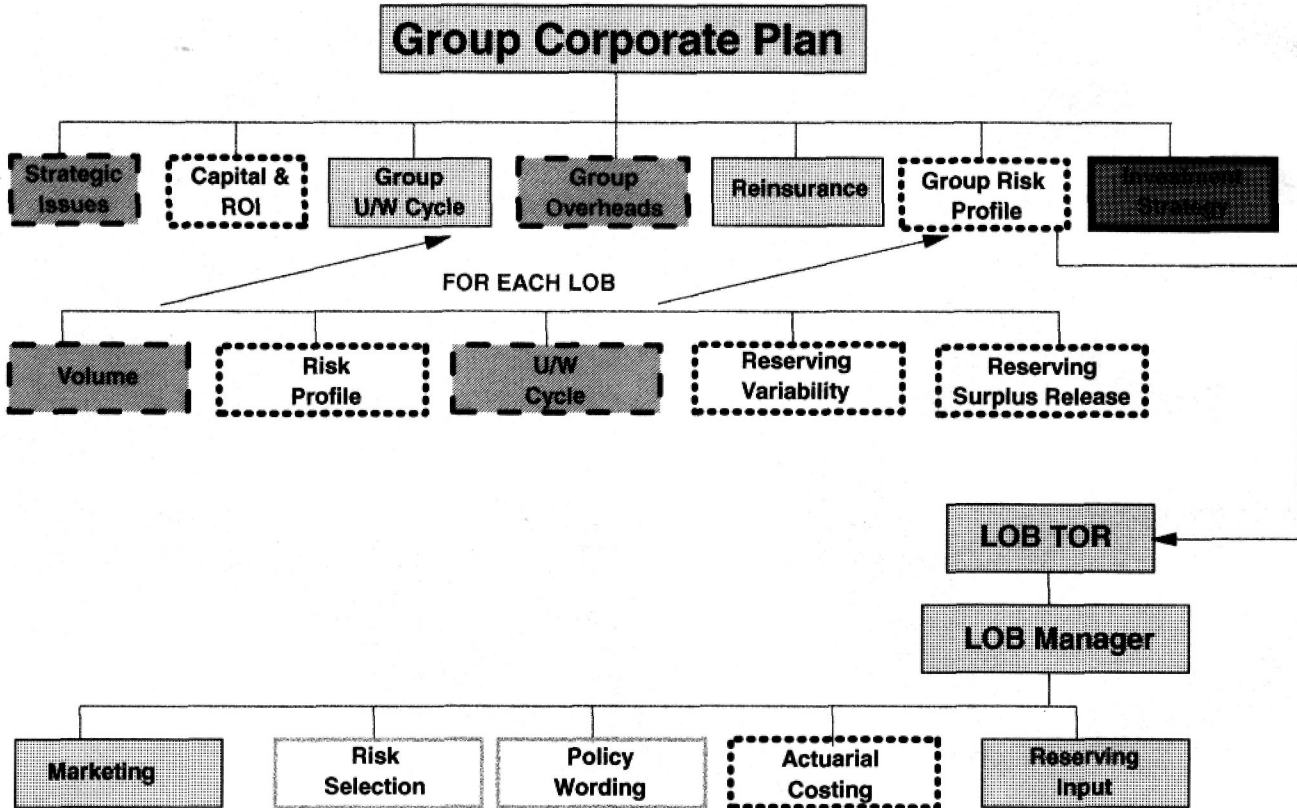 Group Corporate Plan
Strategic
Issues
Capital &
ROI
Group
U/W Cycle
Group
Overheads
Reinsurance
Group Risk
Profile
Investment
Strategy
FOR EACH LOB
Volume
Risk
Profile
U/W
Cycle
Reserving
Variability
Reserving
Surplus Release
LOB TOR
LOB Manager
Marketing
Risk
Selection
Policy
Wording
Actuarial
Costing
Reserving
Input